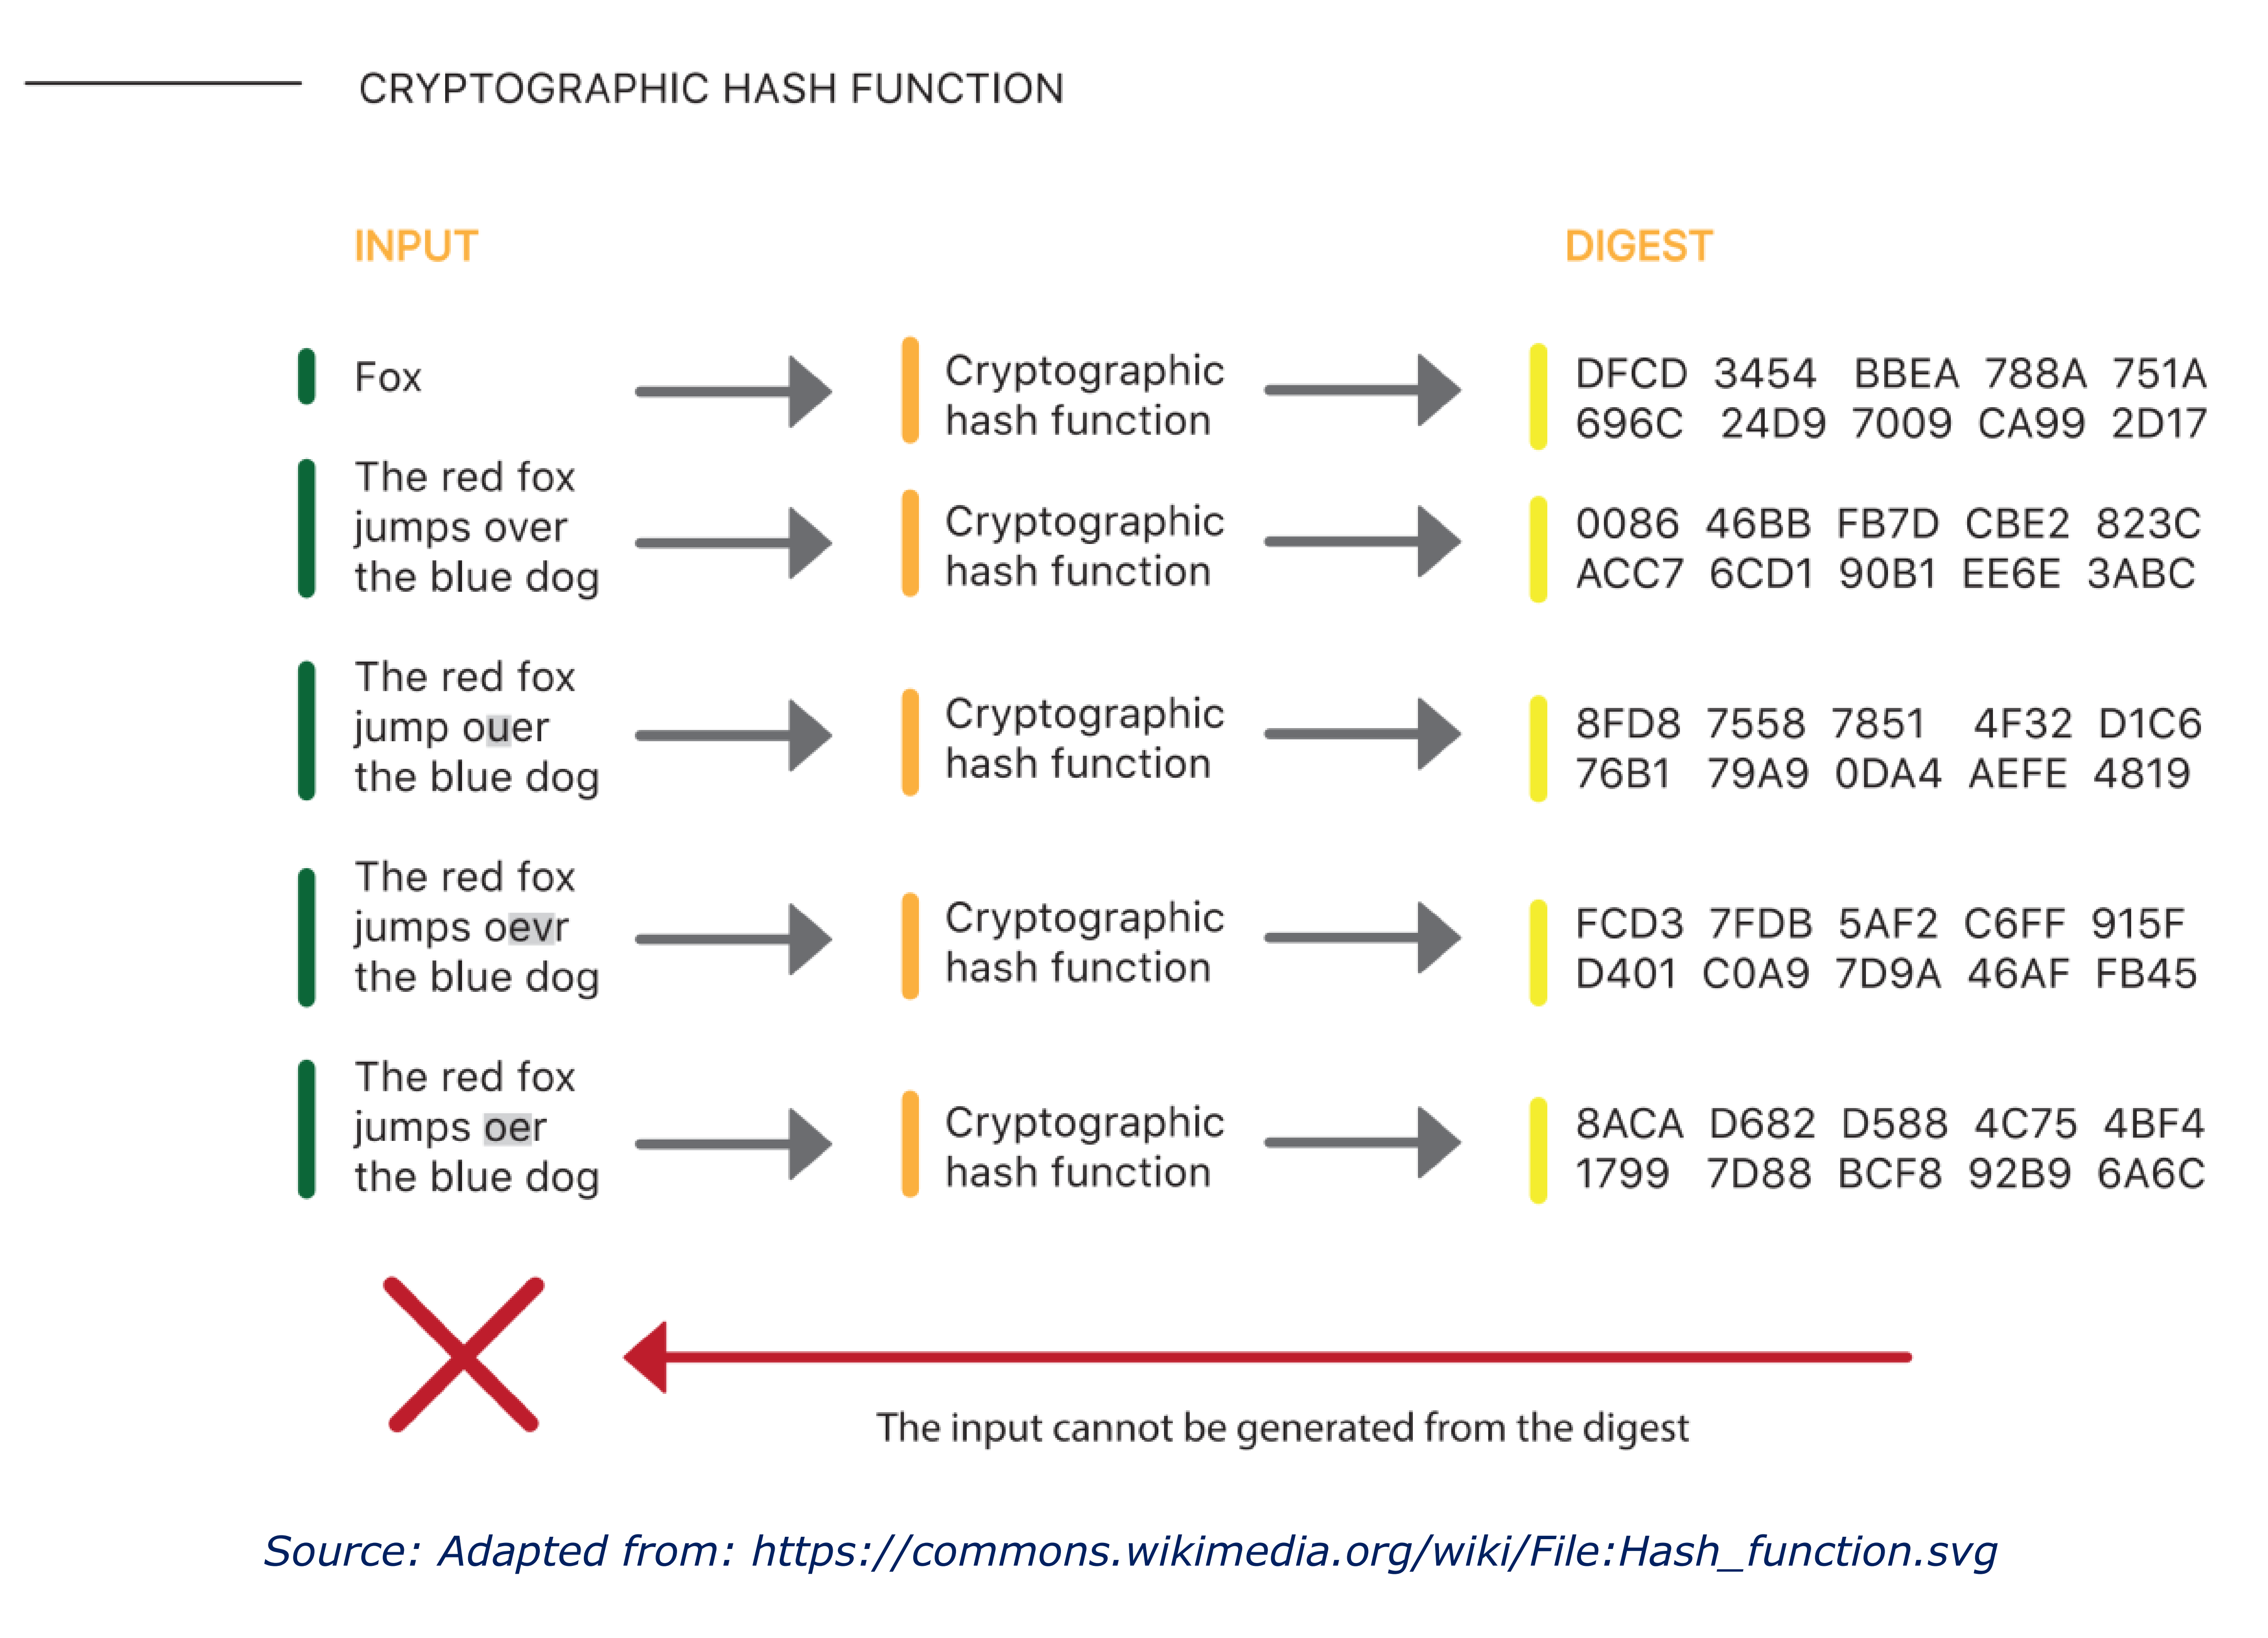 CRYPTOGRAPHIC HASH FUNCTION
INPUT
DIGEST
Fox
Cryptographic
hash function
DFCD 3454 BBEA 788A 751A
696C 24D9 7009 CA99 2D17
The red fox
jumps over
the blue dog
Cryptographic
hash function
0086 46BB FB7D CBE2 823C
ACC7 6CD1 90B1 EE6E 3ABC
The red fox
jump ouer
the blue dog
Cryptographic
hash function
8FD8 7558 7851 4F32 D1C6
76B1 79A9 0DA4 AEFE 4819
The red fox
jumps oevr
the blue dog
Cryptographic
hash function
FCD3 7FDB 5AF2 C6FF 915F
D401 C0A9 7D9A 46AF FB45
The red fox
jumps oer
the blue dog
Cryptographic
hash function
8ACA D682 D588 4C75 4BF4
1799 7D88 BCF8 92B9 6A6C
The input cannot be generated from the digest
Source: Adapted from: https://commons.wikimedia.org/wiki/File:Hash_function.svg